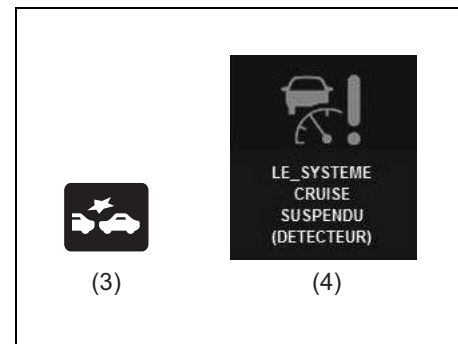 LE_SYSTEME
CRUISE
SUSPENDU
(DETECTEUR)
(3)
(4)